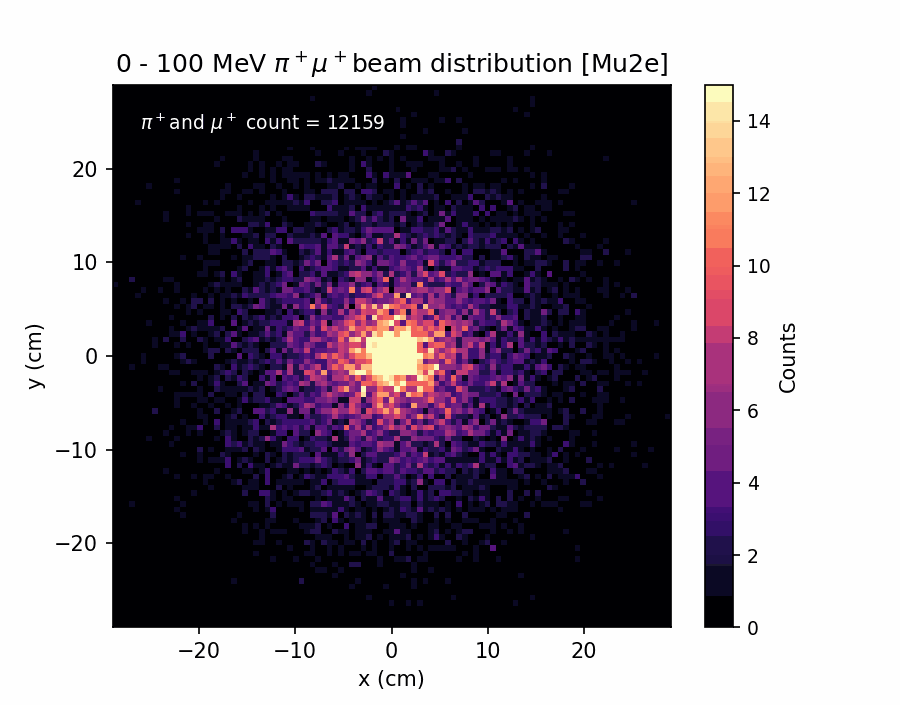 0 - 100 MeV π⁺μ⁺beam distribution [Mu2e]
π⁺and μ⁺ count = 12159
20
10
0
−10
−20
y (cm)
−20 −10 0 10 20
x (cm)
14
12
10
8
6
4
2
0
Counts